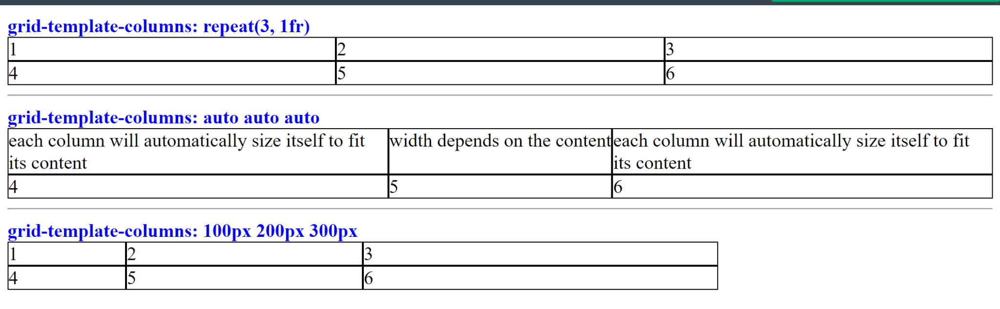 grid-template-columns: repeat(3, 1fr)
1 2 3
4 5 6
grid-template-columns: auto auto auto
each column will automatically size itself to fit width depends on the content each column will automatically size itself to fit
its content its content
4 5 6
grid-template-columns: 100px 200px 300px
1 2 3
4 5 6